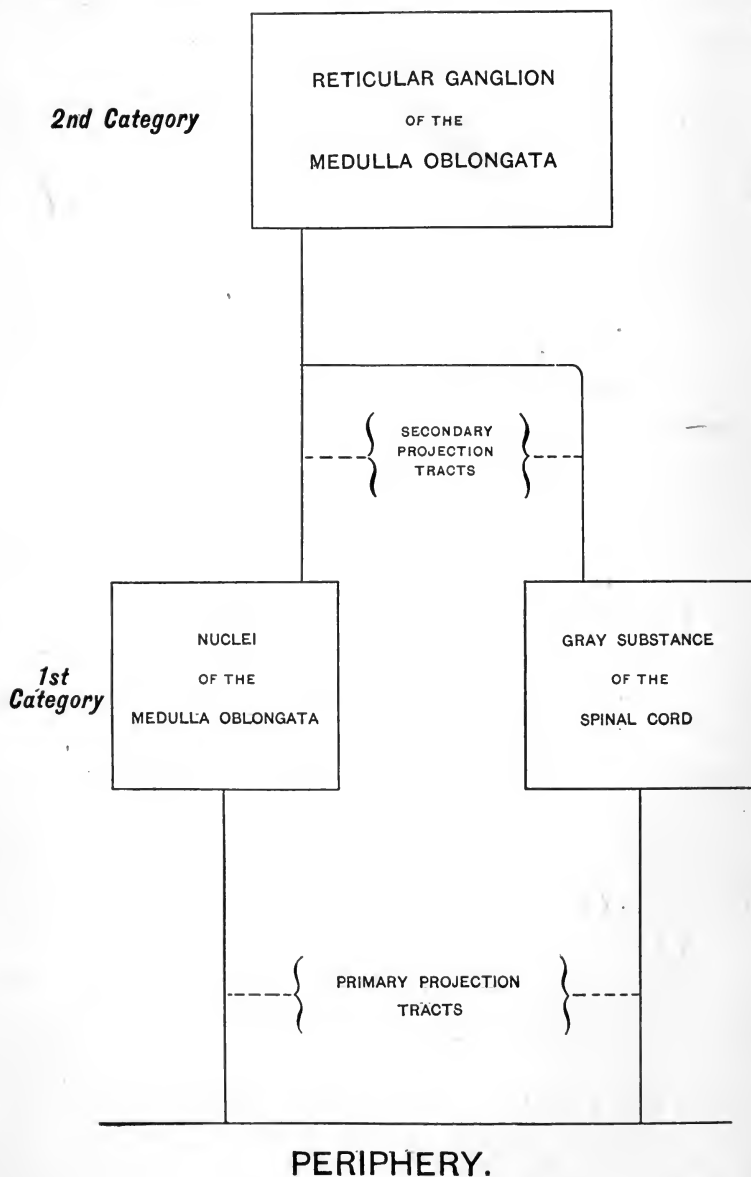 RETICULAR GANGLION
OF THE
MEDULLA OBLONGATA
2nd Category
SECONDARY
PROJECTION
TRACTS
NUCLEI
OF THE
MEDULLA OBLONGATA
GRAY SUBSTANCE
OF THE
SPINAL CORD
1st
Category
PRIMARY PROJECTION
TRACTS
PERIPHERY.